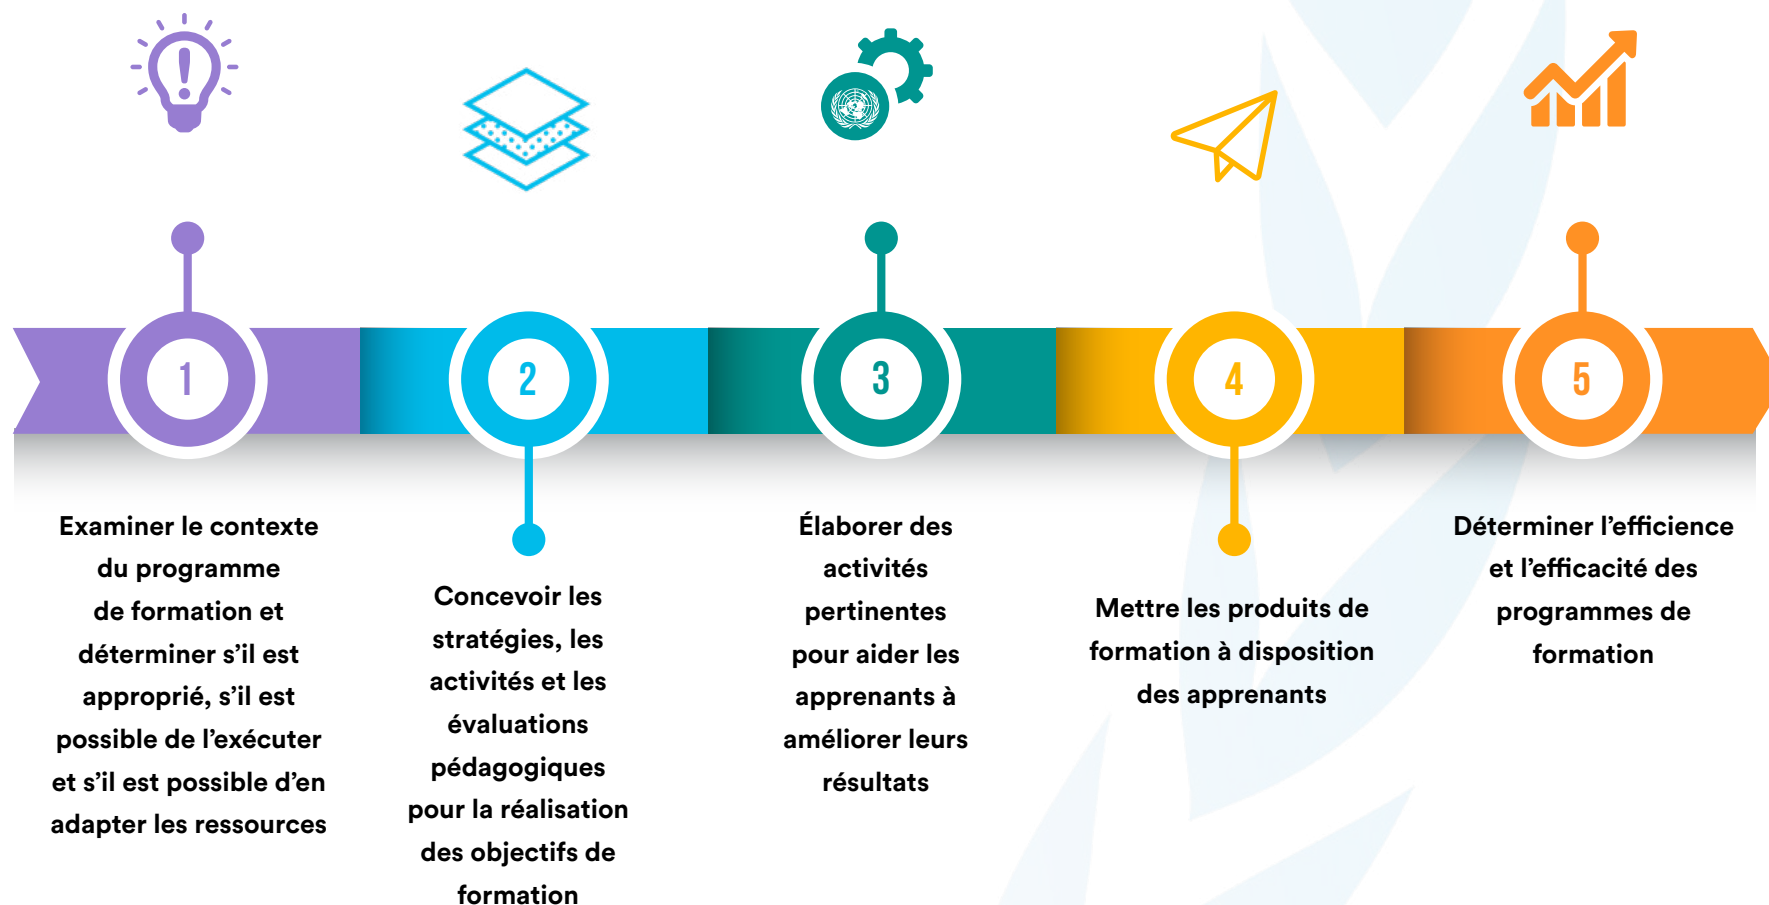 1
2
3
4
5
Examiner le contexte
du programme
de formation et
déterminer s’il est
approprié, s’il est
possible de l’exécuter
et s’il est possible d’en
adapter les ressources
Concevoir les
stratégies, les
activités et les
évaluations
pédagogiques
pour la réalisation
des objectifs de
formation
Élaborer des
activités
pertinentes
pour aider les
apprenants à
améliorer leurs
résultats
Mettre les produits de
formation à disposition
des apprenants
Déterminer l’efficience
et l’efficacité des
programmes de
formation